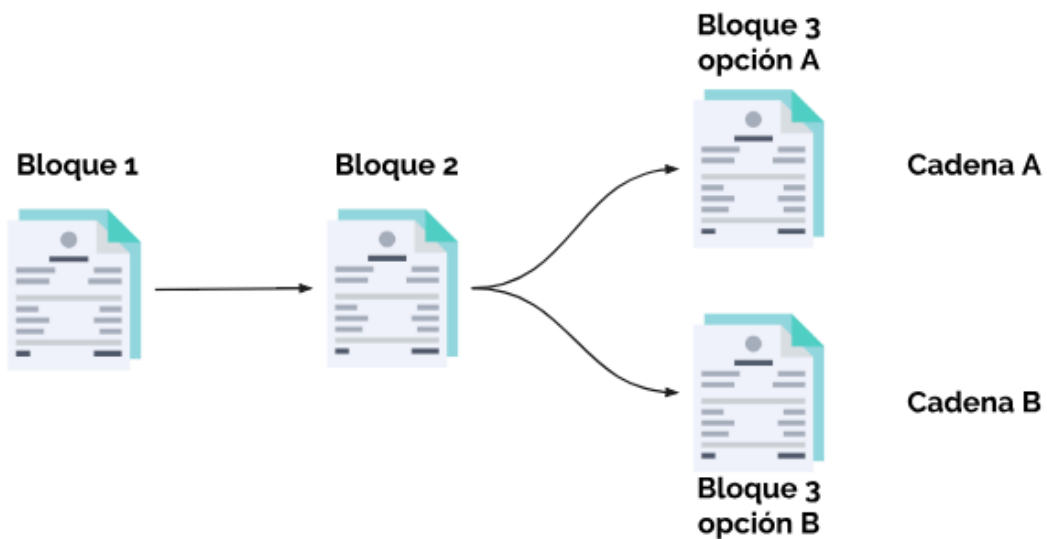 Bloque 3
opción A
Bloque 1
Bloque 2
Cadena A
Cadena B
Bloque 3
opción B